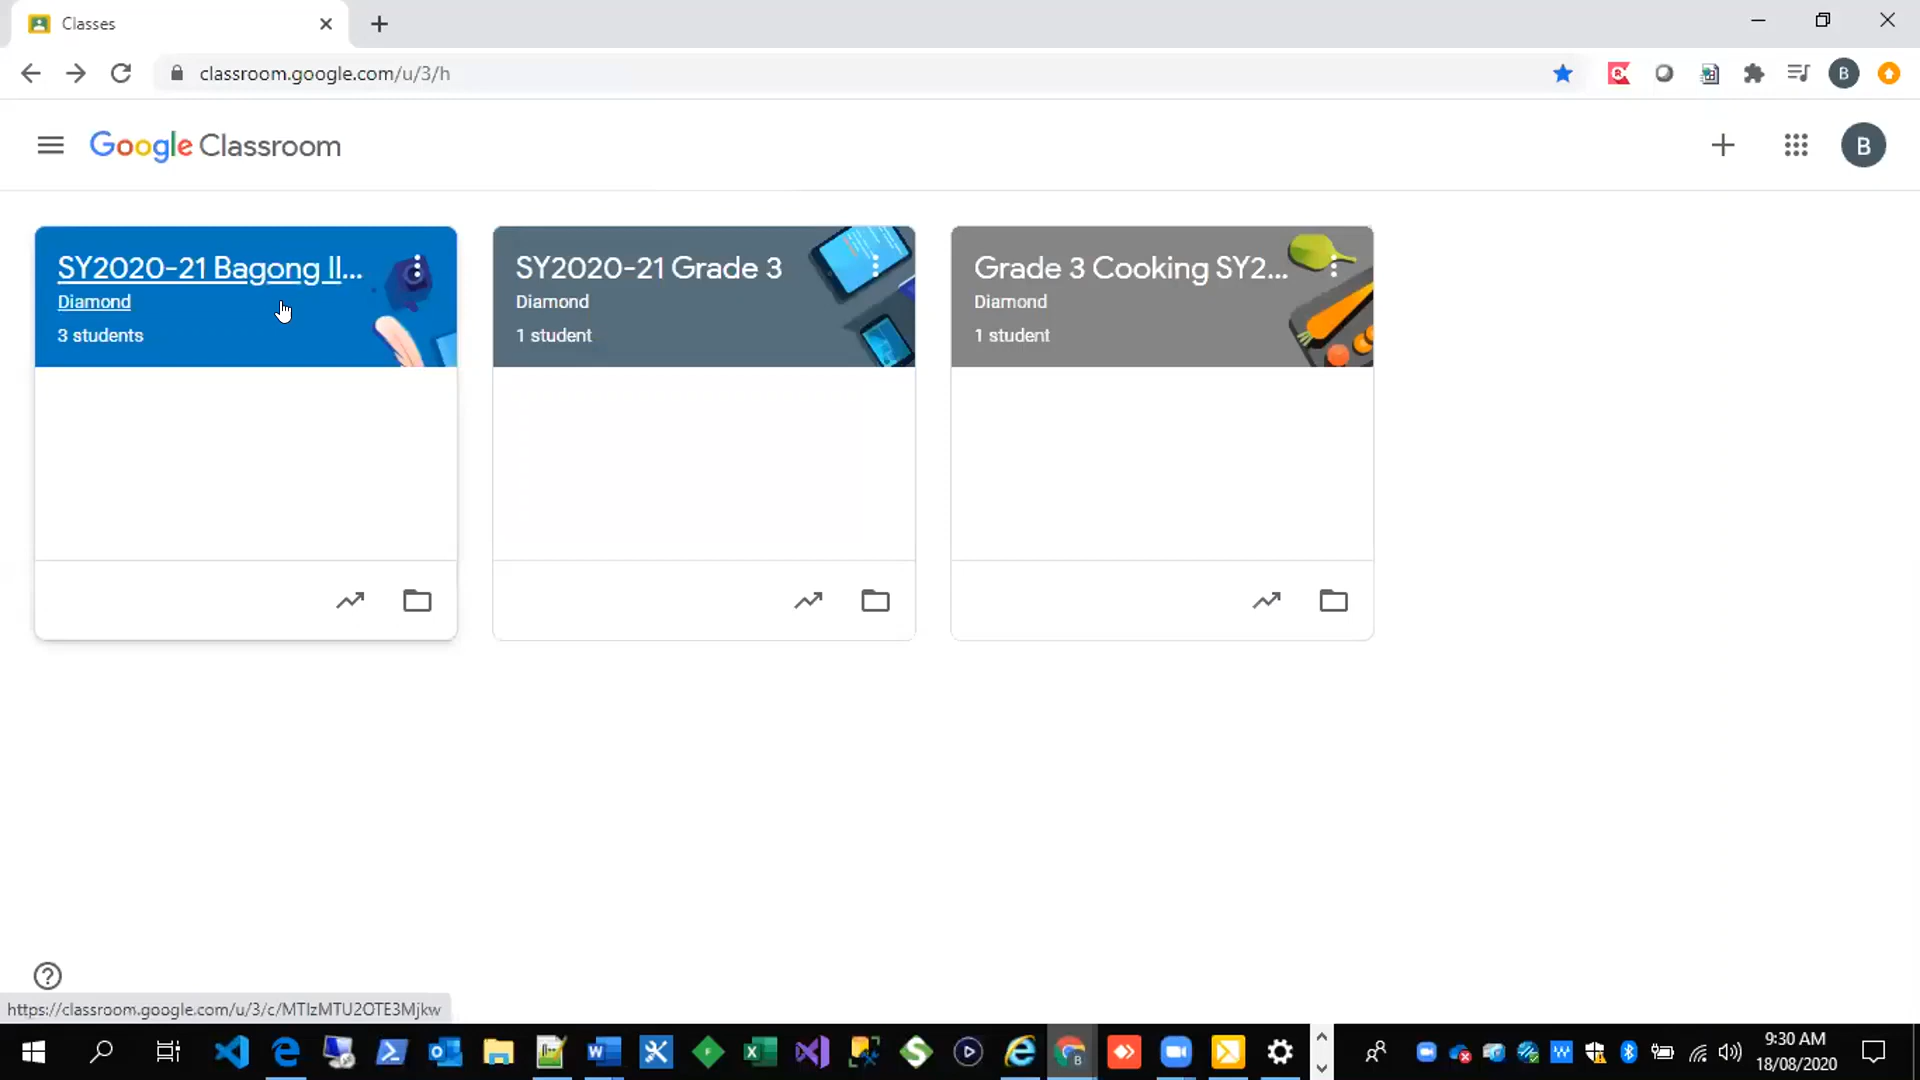 Classes
classroom.google.com/u/3/h
B
Google Classroom
B
SY2020-21 Bagong Il...
Diamond
3 students
SY2020-21 Grade 3
Diamond
1 student
Grade 3 Cooking SY2...
Diamond
1 student
https://classroom.google.com/u/3/c/MTIzMTU2OTE3Mjkw
9:30 AM
18/08/2020